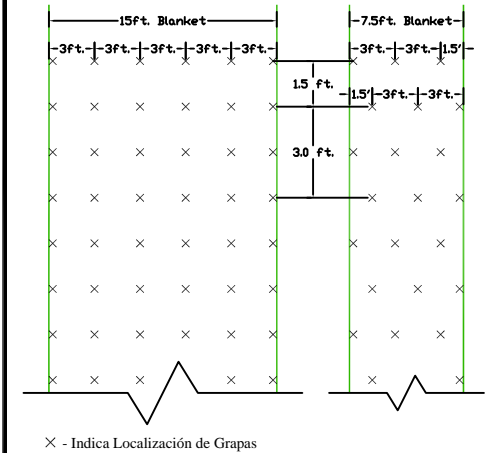 15ft. Blanket
7.5ft. Blanket
3ft. 3ft. 3ft. 3ft. 3ft.
3ft. 3ft. 1.5'
1.5 ft.
1.5' 3ft. 3ft.
3.0 ft.
× - Indica Localización de Grapas